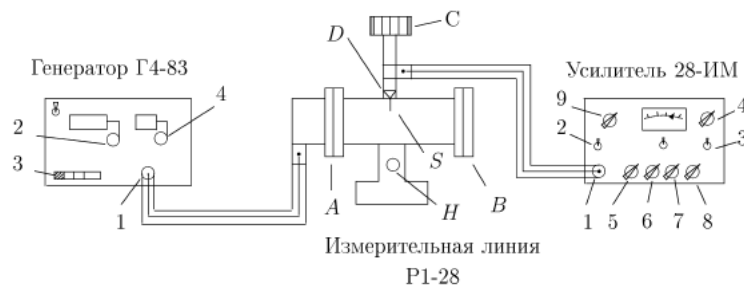 C
D
Генератор Г4-83
Усилитель 28-ИМ
4
2
3
1
9
2
4
3
S
A
H
B
1
5
6
7
8
Измерительная линия
Р1-28